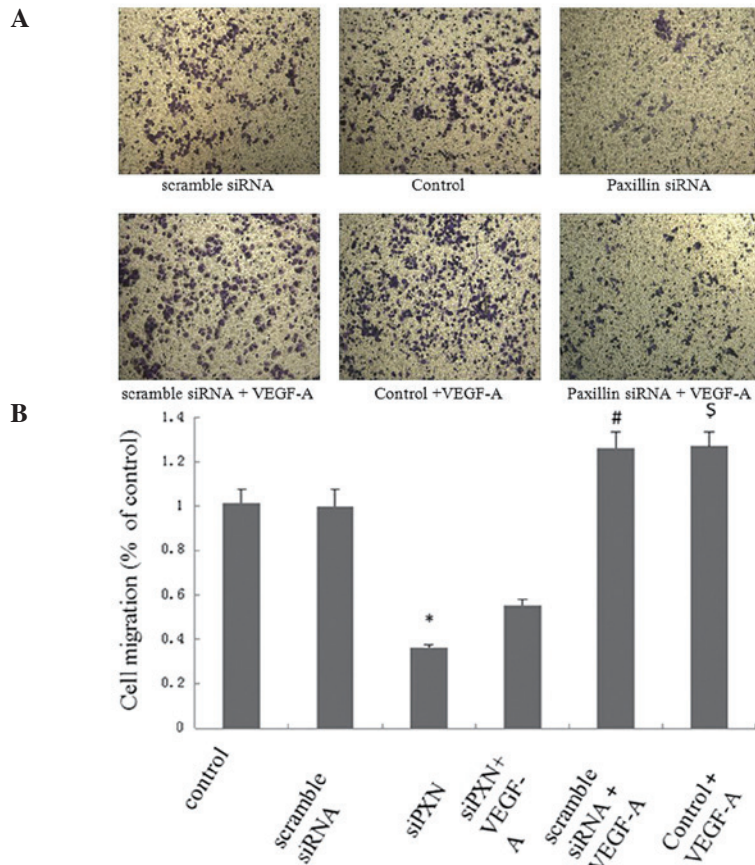 A
scramble siRNA
Control
Paxillin siRNA
scramble siRNA + VEGF-A
Control +VEGF-A
Paxillin siRNA + VEGF-A
B
Cell migration (% of control)
1.4
1.2
1
0.8
0.6
0.4
0.2
0
*
#
$
control
scramble
siRNA
siPXN
siPXN+
VEGF-
A
scramble
siRNA +
VEGF-A
Control +
VEGF-A